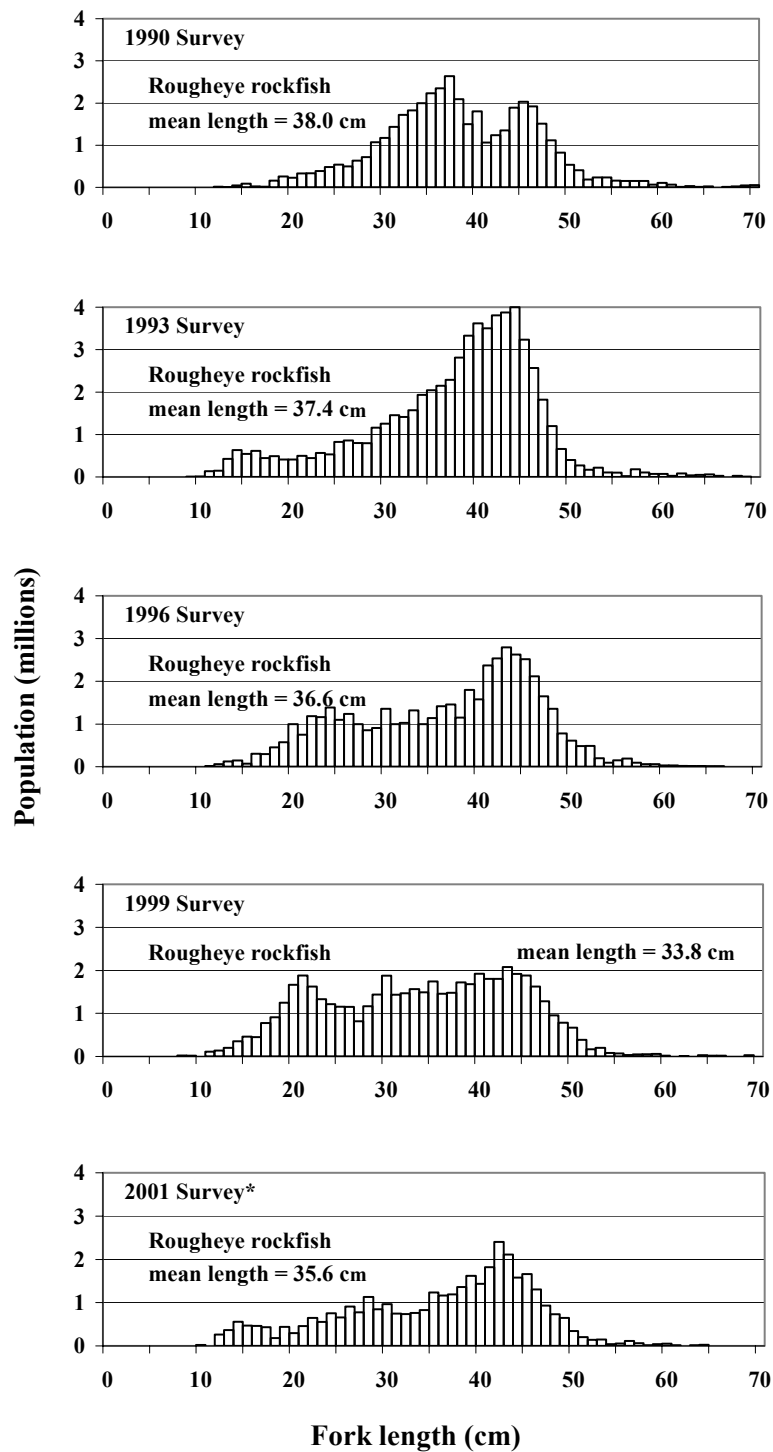 4
1990 Survey
3
Rougheye rockfish
2
mean length = 38.0 cm
1
0
0 10 20 30 40 50 60 70
4
1993 Survey
3
Rougheye rockfish
2
mean length = 37.4 cm
1
0
0 10 20 30 40 50 60 70
Population (millions)
4
1996 Survey
3
Rougheye rockfish
2
mean length = 36.6 cm
1
0
0 10 20 30 40 50 60 70
4
1999 Survey
3
Rougheye rockfish mean length = 33.8 cm
2
1
0
0 10 20 30 40 50 60 70
4
2001 Survey*
3
Rougheye rockfish
2
mean length = 35.6 cm
1
0
0 10 20 30 40 50 60 70
Fork length (cm)